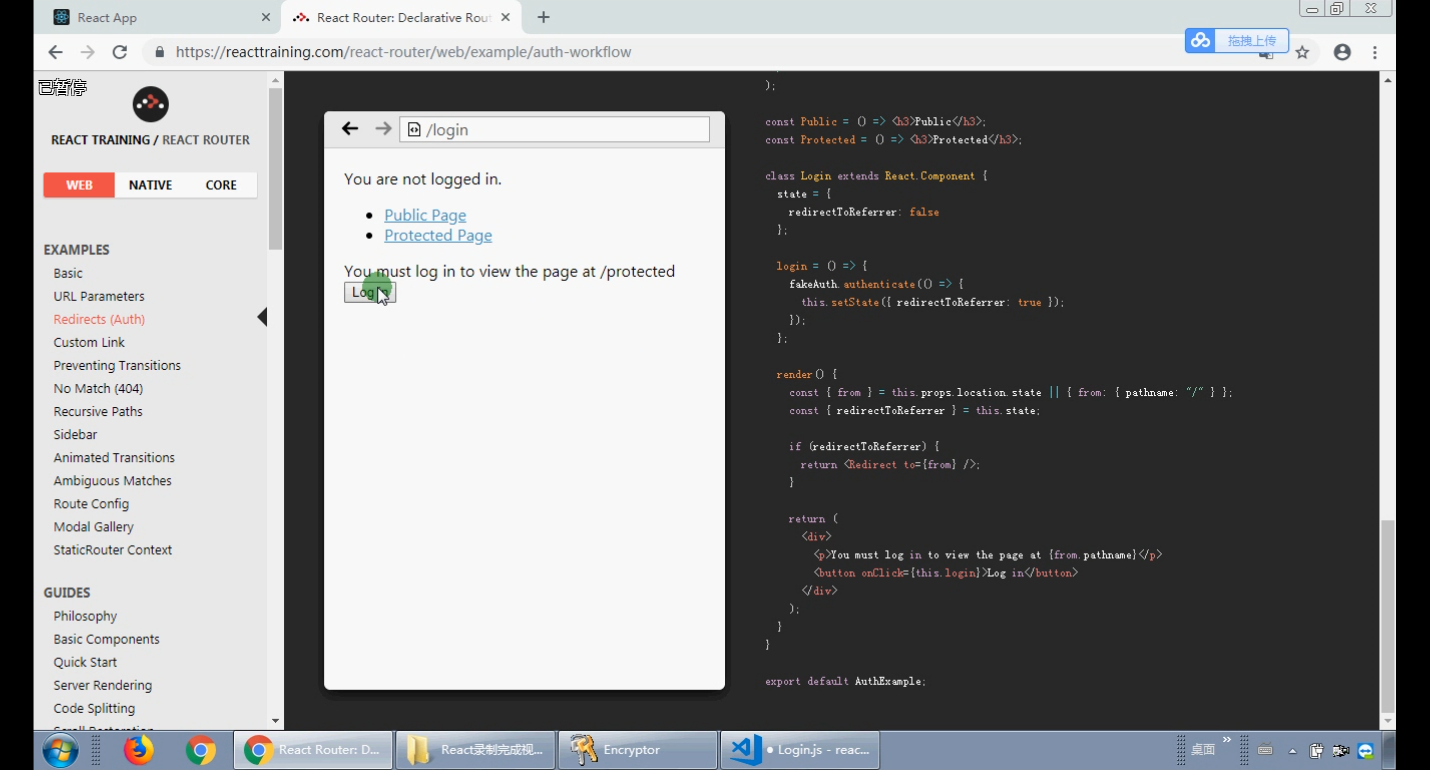 React App
React Router: Declarative Rout
https://reacttraining.com/react-router/web/example/auth-workflow
拖拽上传
已暂停
REACT TRAINING / REACT ROUTER
WEB NATIVE CORE
EXAMPLES
Basic
URL Parameters
Redirects (Auth)
Custom Link
Preventing Transitions
No Match (404)
Recursive Paths
Sidebar
Animated Transitions
Ambiguous Matches
Route Config
Modal Gallery
StaticRouter Context
GUIDES
Philosophy
Basic Components
Quick Start
Server Rendering
Code Splitting
Scroll Restoration
/login
You are not logged in.
Public Page
Protected Page
You must log in to view the page at /protected
Log in
);
const Public = () => <h3>Public</h3>;
const Protected = () => <h3>Protected</h3>;
class Login extends React.Component {
state = {
redirectToReferrer: false
};
login = () => {
fakeAuth.authenticate(() => {
this.setState({ redirectToReferrer: true });
});
};
render() {
const { from } = this.props.location.state || { from: { pathname: "/" } };
const { redirectToReferrer } = this.state;
if (redirectToReferrer) {
return <Redirect to={from} />;
}
return (
<div>
<p>You must log in to view the page at {from.pathname}</p>
<button onClick={this.login}>Log in</button>
</div>
);
}
}
export default AuthExample;
React Router: D...
React录制完成视...
Encryptor
● Login.js - reac...
桌面